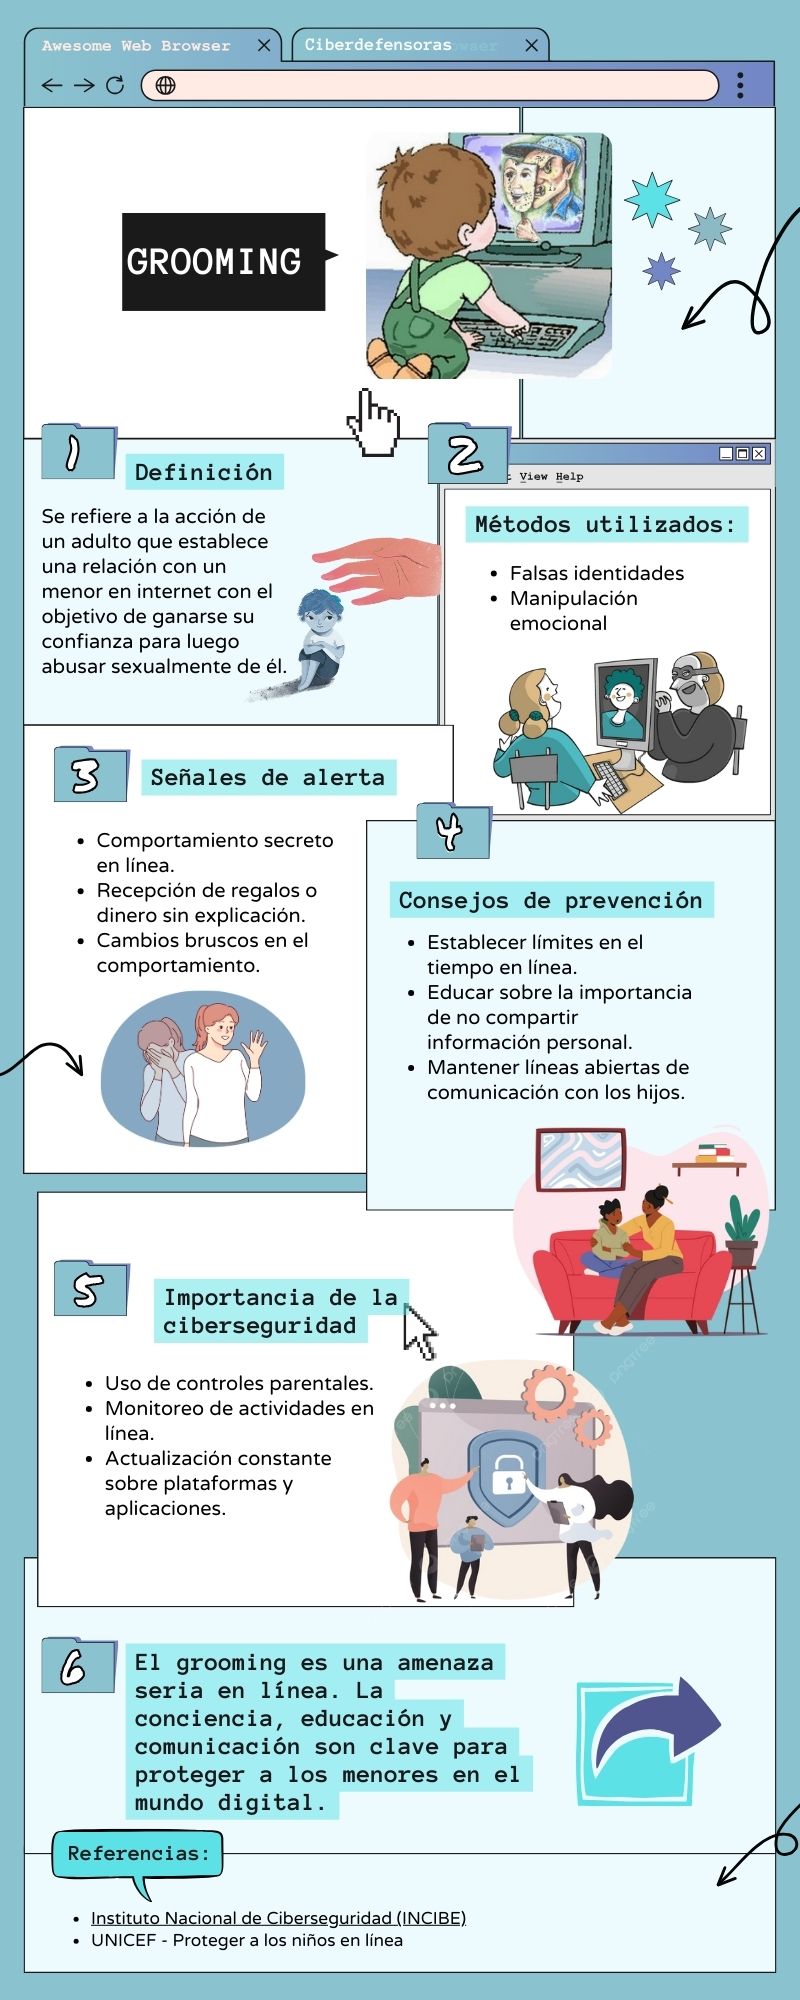 Awesome Web Browser
Ciberdefensoras
GROOMING
1
Definición
Se refiere a la acción de
un adulto que establece
una relación con un
menor en internet con el
objetivo de ganarse su
confianza para luego
abusar sexualmente de él.
2
View Help
Métodos utilizados:
• Falsas identidades
• Manipulación
emocional
3
Señales de alerta
• Comportamiento secreto
en línea.
• Recepción de regalos o
dinero sin explicación.
• Cambios bruscos en el
comportamiento.
4
Consejos de prevención
• Establecer límites en el
tiempo en línea.
• Educar sobre la importancia
de no compartir
información personal.
• Mantener líneas abiertas de
comunicación con los hijos.
5
Importancia de la
ciberseguridad
• Uso de controles parentales.
• Monitoreo de actividades en
línea.
• Actualización constante
sobre plataformas y
aplicaciones.
pngtree
6
El grooming es una amenaza
seria en línea. La
conciencia, educación y
comunicación son clave para
proteger a los menores en el
mundo digital.
Referencias:
• Instituto Nacional de Ciberseguridad (INCIBE)
• UNICEF - Proteger a los niños en línea